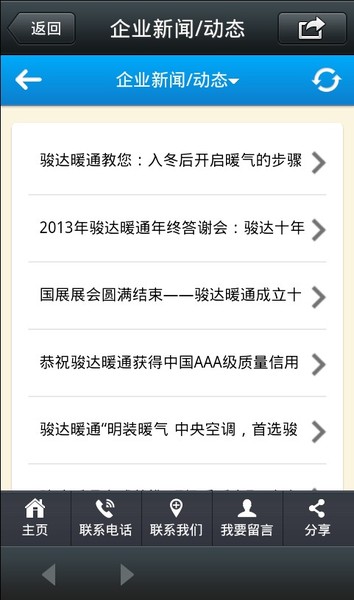 返回
企业新闻/动态
企业新闻/动态
骏达暖通教您：入冬后开启暖气的步骤
2013年骏达暖通年终答谢会：骏达十年
国展展会圆满结束——骏达暖通成立十
恭祝骏达暖通获得中国AAA级质量信用
骏达暖通“明装暖气 中央空调，首选骏
主页
联系电话
联系我们
我要留言
分享